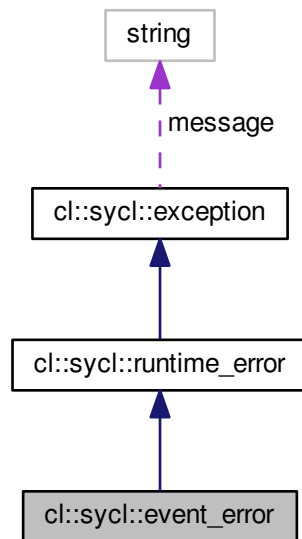 string
message
cl::sycl::exception
cl::sycl::runtime_error
cl::sycl::event_error